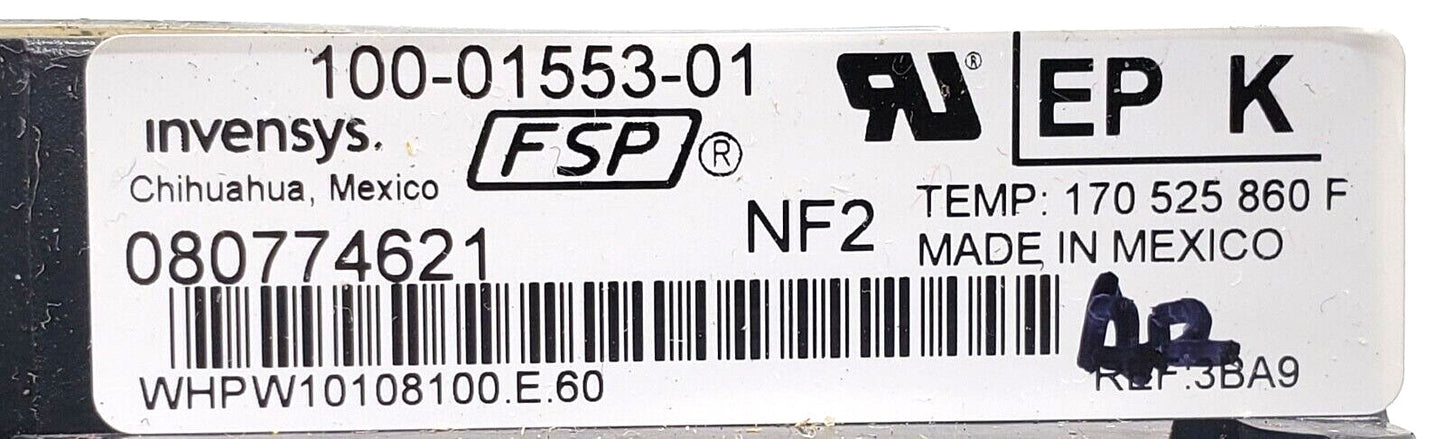 100-01553-01
invensys.
FSP®
Chihuahua, Mexico
080774621
NF2
RU®
EP K
TEMP: 170 525 860 F
MADE IN MEXICO
WHPW10108100.E.60
REF:3BA9